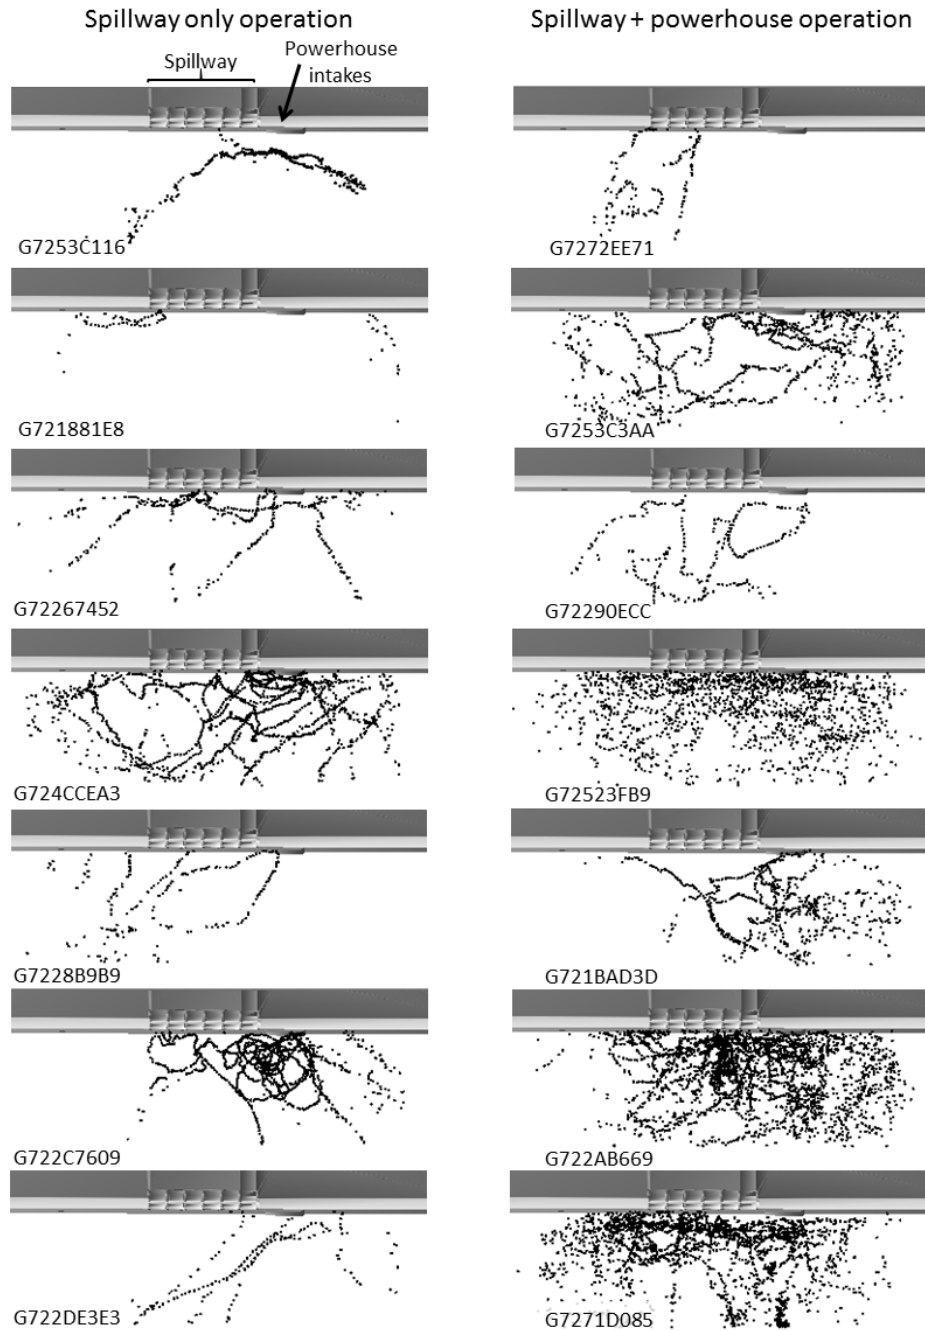 Spillway only operation
Spillway + powerhouse operation
Spillway
Powerhouse
intakes
G7253C116
G7272EE71
G721881E8
G7253C3AA
G72267452
G72290ECC
G724CCEA3
G72523FB9
G7228B9B9
G721BAD3D
G722C7609
G722AB669
G722DE3E3
G7271D085